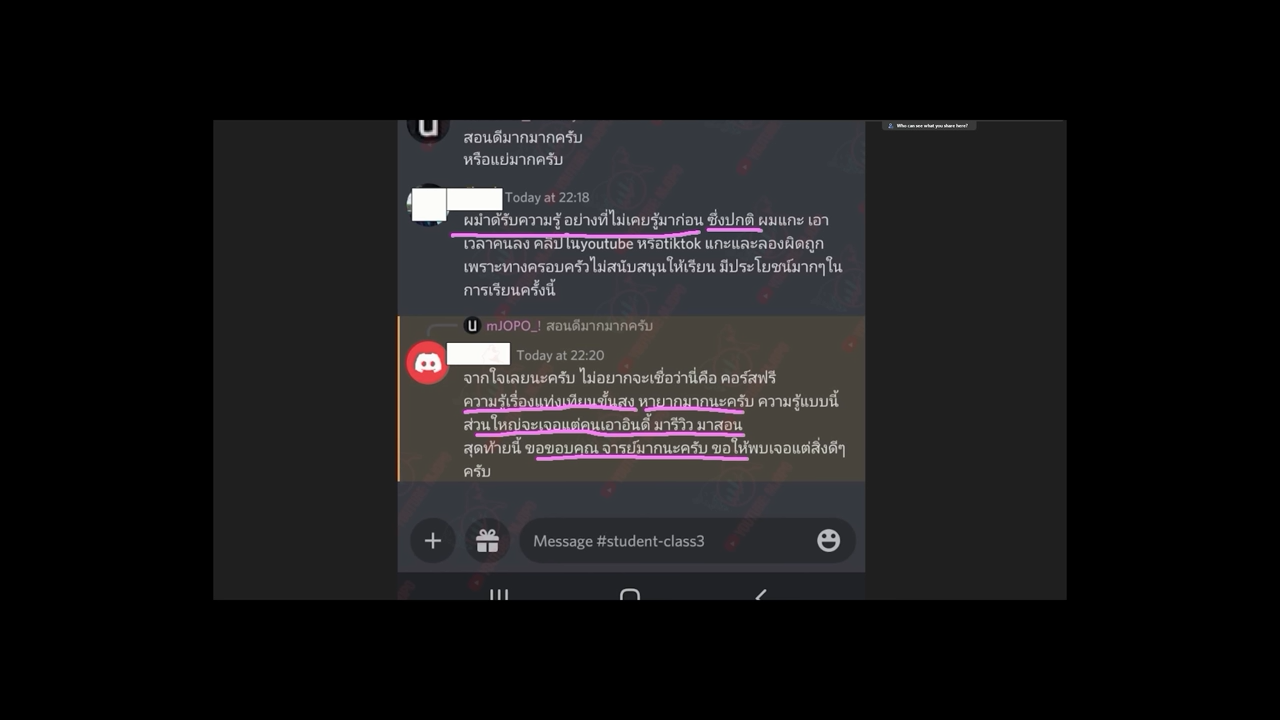 Who can see what you share here?
สอนดีมากมากครับ
หรือแย่มากครับ
Today at 22:18
ผมำด้รับความรู้ อย่างที่ไม่เคยรู้มาก่อน ซึ่งปกติ ผมแกะ เอา
เวลาคนลง คลิปในyoutube หรือtiktok แกะและลองผิดถูก
เพราะทางครอบครัวไม่สนับสนุนให้เรียน มีประโยชน์มากๆใน
การเรียนครั้งนี้
mJOPO_! สอนดีมากมากครับ
Today at 22:20
จากใจเลยนะครับ ไม่อยากจะเชื่อว่านี่คือ คอร์สฟรี
ความรู้เรื่องแท่งเทียนขั้นสูง หายากมากนะครับ ความรู้แบบนี้
ส่วนใหญ่จะเจอแต่คนเอาอินดี้ มารีวิว มาสอน
สุดท้ายนี้ ขอขอบคุณ จารย์มากนะครับ ขอให้พบเจอแต่สิ่งดีๆ
ครับ
Message #student-class3